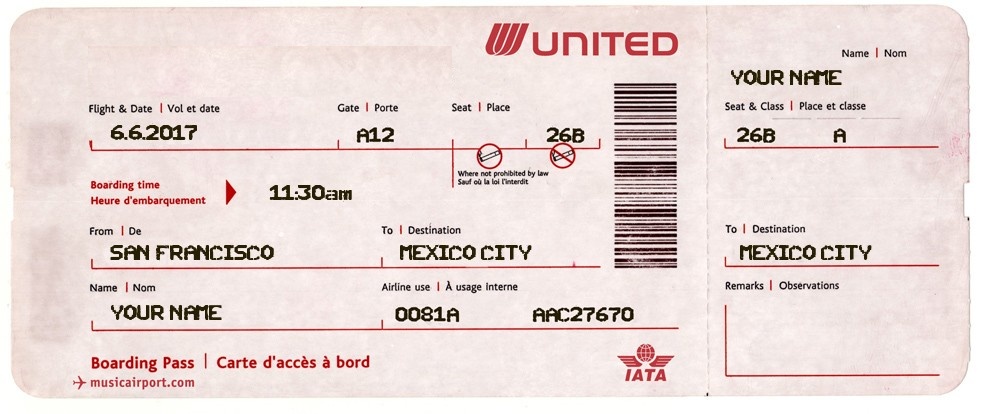 UNITED
Flight & Date | Vol et date
Gate | Porte
Seat | Place
6.6.2017
A12
26B
Where not prohibited by law
Sauf où la loi l'interdit
Boarding time
Heure d'embarquement
11:30am
From | De
To | Destination
SAN FRANCISCO
MEXICO CITY
Name | Nom
Airline use | À usage interne
YOUR NAME
0081A
AAC27670
Boarding Pass | Carte d'accès à bord
musicairport.com
IATA
Name | Nom
YOUR NAME
Seat & Class | Place et classe
26B
A
To | Destination
MEXICO CITY
Remarks | Observations